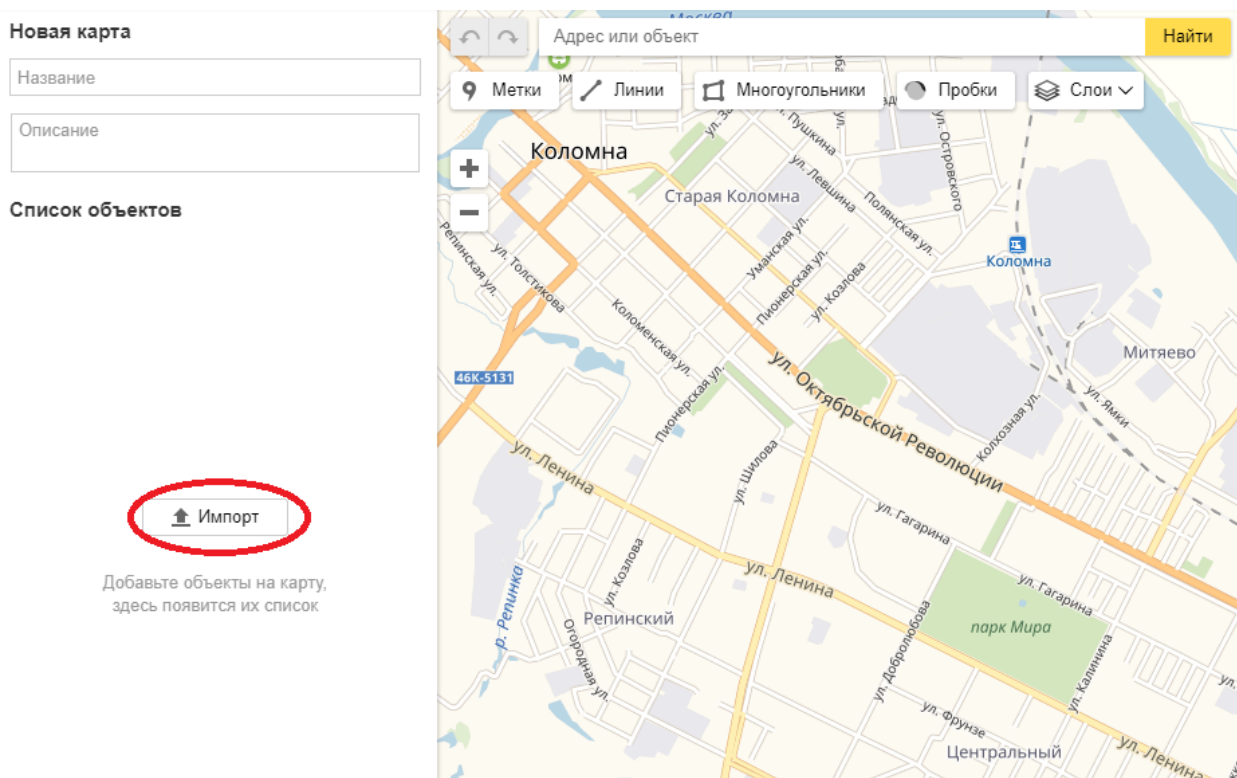 Новая карта
Название
Описание
Список объектов
Импорт
Добавьте объекты на карту,
здесь появится их список
Москва
Адрес или объект
Найти
Метки
Линии
Многоугольники
Пробки
Слои
Коломна
Старая Коломна
ул. Пушкина
ул. Левшина
Полянская ул.
ул. Островского
Коломна
Репинская ул.
ул. Толстикова
Уманская ул.
Пионерская ул.
ул. Козлова
Коломенская ул.
Митяево
46К-5131
Пионерская ул.
ул. Октябрьской Революции
Колхозная ул.
ул. Ямки
ул. Ленина
ул. Шилова
ул. Гагарина
ул. Козлова
ул. Ленина
ул. Гагарина
р. Репинка
Репинский
Огородная ул.
ул. Добролюбова
парк Мира
ул. Калинина
ул.
ул. Фрунзе
Центральный
ул. Ленина